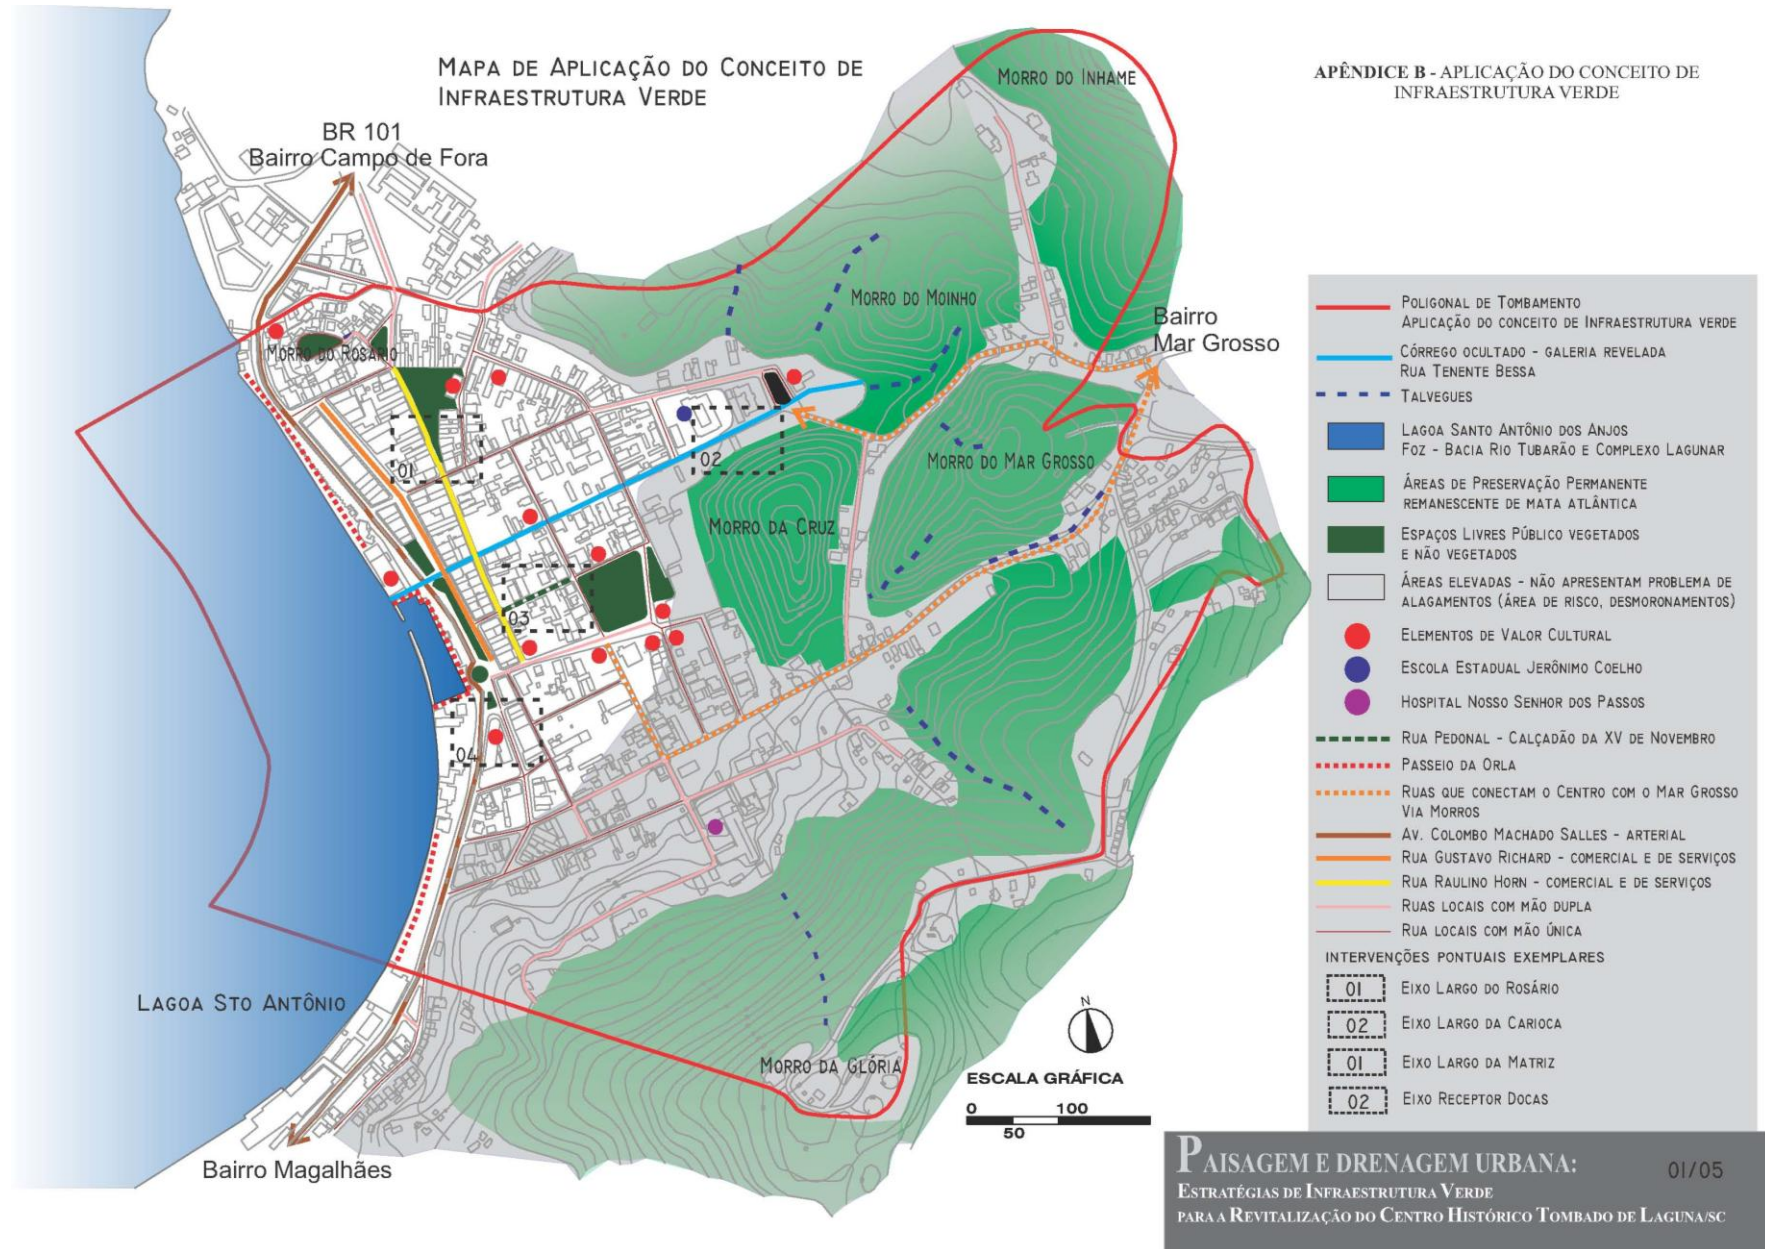 MAPA DE APLICAÇÃO DO CONCEITO DE
INFRAESTRUTURA VERDE
APÊNDICE B - APLICAÇÃO DO CONCEITO DE
INFRAESTRUTURA VERDE
BR 101
Bairro Campo de Fora
MORRO DO INHAME
MORRO DO MOINHO
Bairro
Mar Grosso
MORRO DO ROSÁRIO
01
02
MORRO DO MAR GROSSO
MORRO DA CRUZ
03
04
LAGOA STO ANTÔNIO
MORRO DA GLÓRIA
Bairro Magalhães
N
ESCALA GRÁFICA
0 100
50
POLIGONAL DE TOMBAMENTO
APLICAÇÃO DO CONCEITO DE INFRAESTRUTURA VERDE
CÓRREGO OCULTADO - GALERIA REVELADA
RUA TENENTE BESSA
TALVEGUES
LAGOA SANTO ANTÔNIO DOS ANJOS
FOZ - BACIA RIO TUBARÃO E COMPLEXO LAGUNAR
ÁREAS DE PRESERVAÇÃO PERMANENTE
REMANESCENTE DE MATA ATLÂNTICA
ESPAÇOS LIVRES PÚBLICO VEGETADOS
E NÃO VEGETADOS
ÁREAS ELEVADAS - NÃO APRESENTAM PROBLEMA DE
ALAGAMENTOS (ÁREA DE RISCO, DESMORONAMENTOS)
ELEMENTOS DE VALOR CULTURAL
ESCOLA ESTADUAL JERÔNIMO COELHO
HOSPITAL NOSSO SENHOR DOS PASSOS
RUA PEDONAL - CALÇADÃO DA XV DE NOVEMBRO
PASSEIO DA ORLA
RUAS QUE CONECTAM O CENTRO COM O MAR GROSSO
VIA MORROS
AV. COLOMBO MACHADO SALLES - ARTERIAL
RUA GUSTAVO RICHARD - COMERCIAL E DE SERVIÇOS
RUA RAULINO HORN - COMERCIAL E DE SERVIÇOS
RUAS LOCAIS COM MÃO DUPLA
RUA LOCAIS COM MÃO ÚNICA
INTERVENÇÕES PONTUAIS EXEMPLARES
01 EIXO LARGO DO ROSÁRIO
02 EIXO LARGO DA CARIOCA
01 EIXO LARGO DA MATRIZ
02 EIXO RECEPTOR DOCAS
PAISAGEM E DRENAGEM URBANA: 01/05
ESTRATÉGIAS DE INFRAESTRUTURA VERDE
PARA A REVITALIZAÇÃO DO CENTRO HISTÓRICO TOMBADO DE LAGUNA/SC